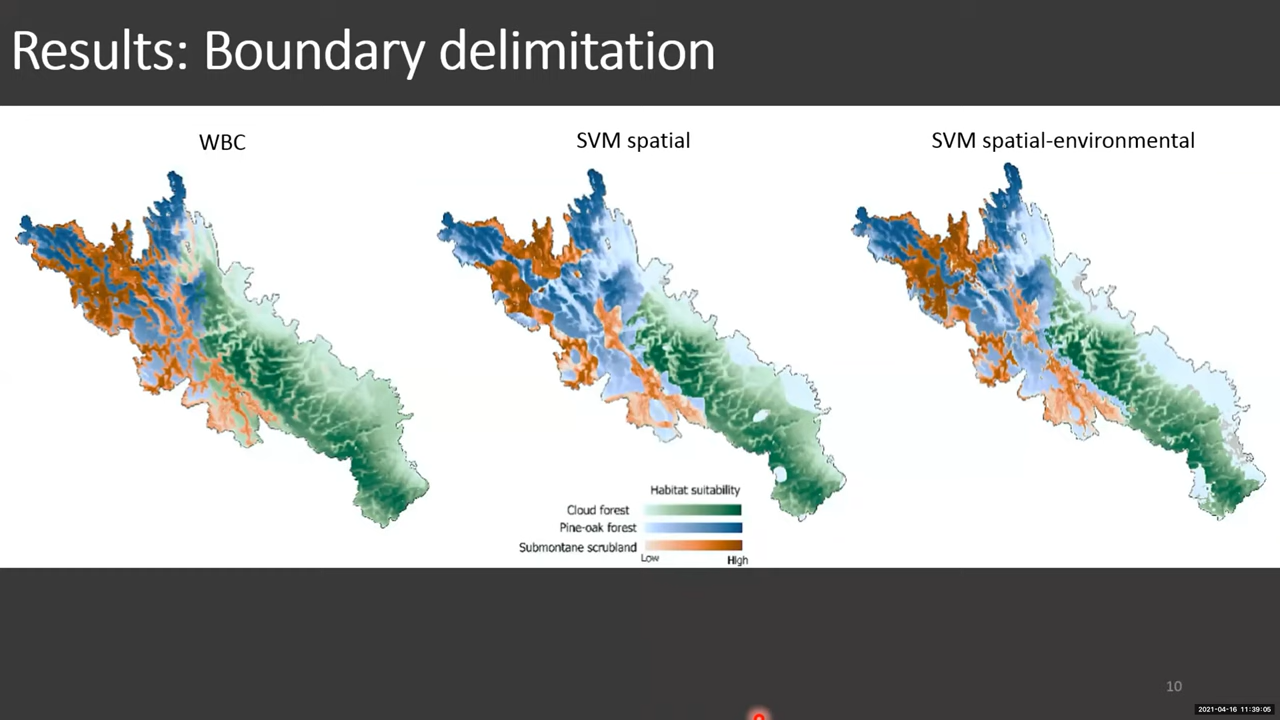 Results: Boundary delimitation
WBC
SVM spatial
SVM spatial-environmental
Habitat suitability
Cloud forest
Pine-oak forest
Submontane scrubland
Low
High
10
2021-04-16 11:39:05